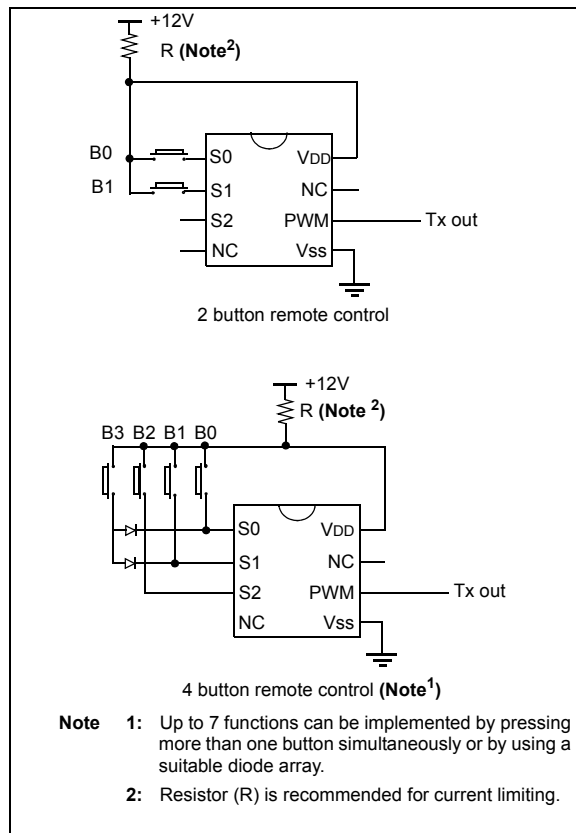 +12V
R (Note²)
B0
B1
S0
S1
S2
NC
VDD
NC
PWM
Vss
Tx out
2 button remote control
+12V
R (Note ²)
B3 B2 B1 B0
S0
S1
S2
NC
VDD
NC
PWM
Vss
Tx out
4 button remote control (Note¹)
Note 1: Up to 7 functions can be implemented by pressing
more than one button simultaneously or by using a
suitable diode array.
2: Resistor (R) is recommended for current limiting.